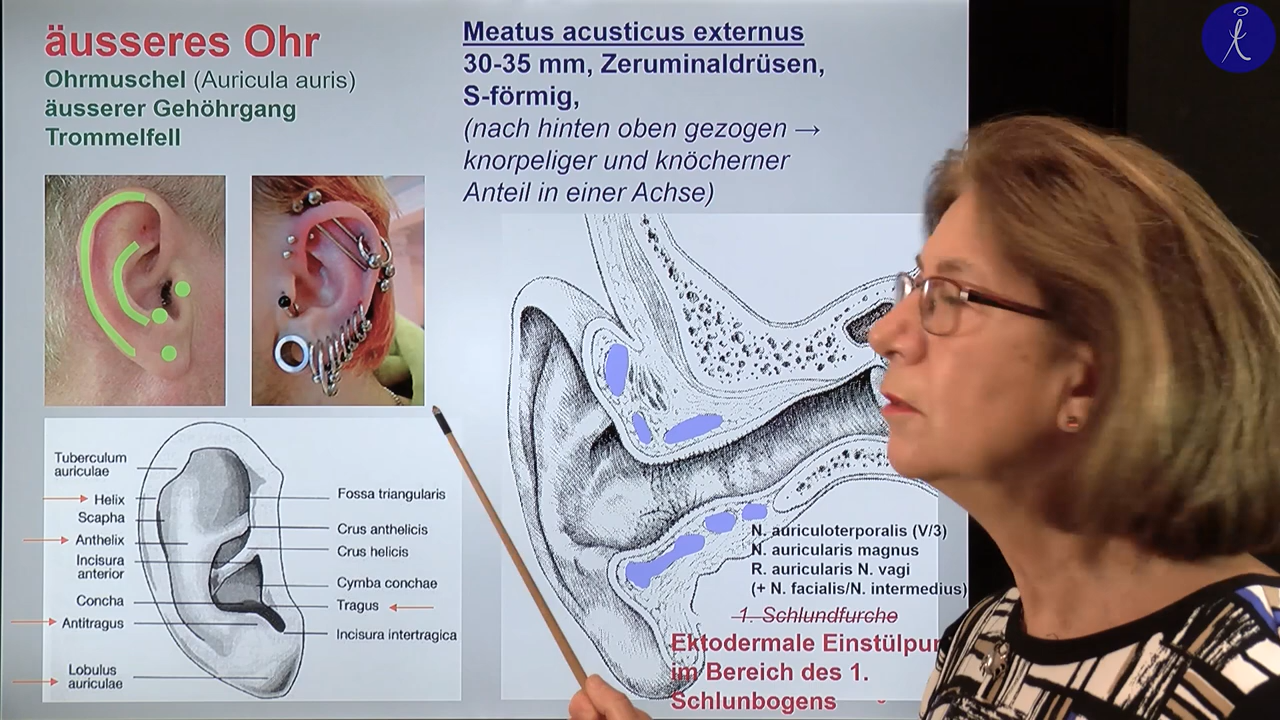 äusseres Ohr
Ohrmuschel (Auricula auris)
äusserer Gehöhrgang
Trommelfell
Meatus acusticus externus
30-35 mm, Zeruminaldrüsen,
S-förmig,
(nach hinten oben gezogen →
knorpeliger und knöcherner
Anteil in einer Achse)
Tuberculum
auriculae
Helix
Scapha
Anthelix
Incisura
anterior
Concha
Antitragus
Lobulus
auriculae
Fossa triangularis
Crus anthelicis
Crus helicis
Cymba conchae
Tragus
Incisura intertragica
N. auriculoterporalis (V/3)
N. auricularis magnus
R. auricularis N. vagi
(+ N. facialis/N. intermedius)
1. Schlundfurche
Ektodermale Einstülpu
im Bereich des 1.
Schlunbogens